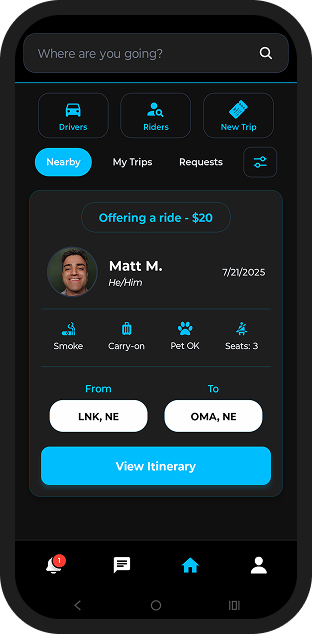 Where are you going?
Drivers
Riders
New Trip
Nearby
My Trips
Requests
Offering a ride - $20
Matt M.
He/Him
7/21/2025
Smoke
Carry-on
Pet OK
Seats: 3
From
To
LNK, NE
OMA, NE
View Itinerary
1